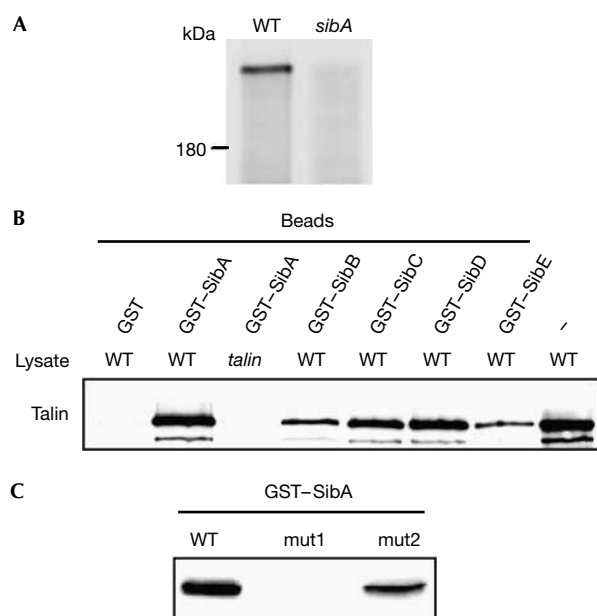 A
kDa
WT sibA
180
B
Beads
GST GST–SibA GST–SibA GST–SibB GST–SibC GST–SibD GST–SibE –
Lysate WT WT talin WT WT WT WT WT
Talin
C
GST–SibA
WT mut1 mut2